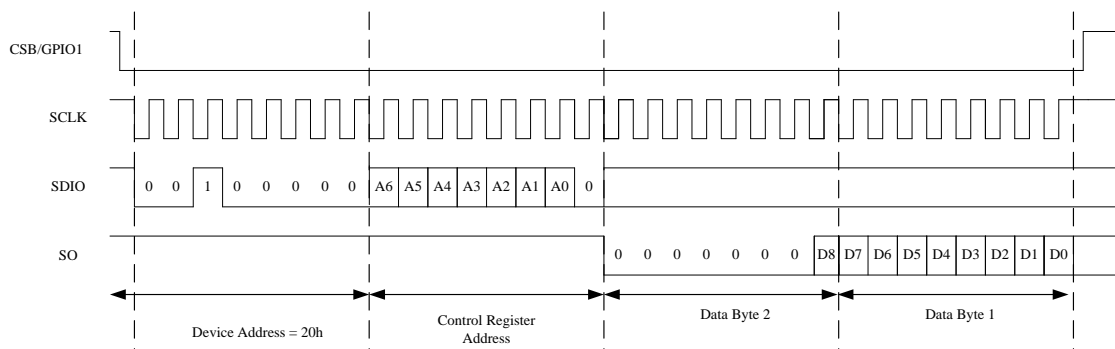 CSB/GPIO1
SCLK
SDIO 0 0 1 0 0 0 0 0 A6 A5 A4 A3 A2 A1 A0 0
SO 0 0 0 0 0 0 0 D8 D7 D6 D5 D4 D3 D2 D1 D0
Device Address = 20h
Control Register
Address
Data Byte 2
Data Byte 1